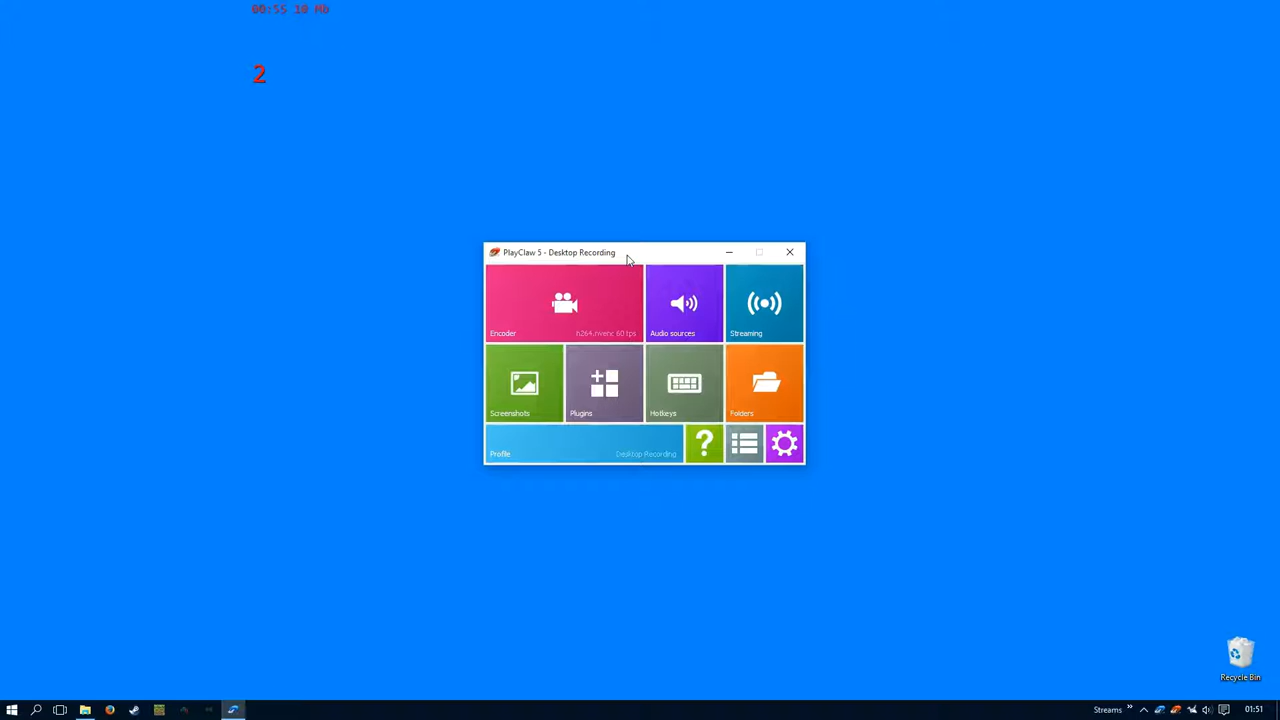 00:55 10 Mb
2
PlayClaw 5 - Desktop Recording
Encoder h264.nvenc 60 fps
Audio sources
Streaming
Screenshots
Plugins
Hotkeys
Folders
Profile Desktop Recording
?
Recycle Bin
Streams
01:51